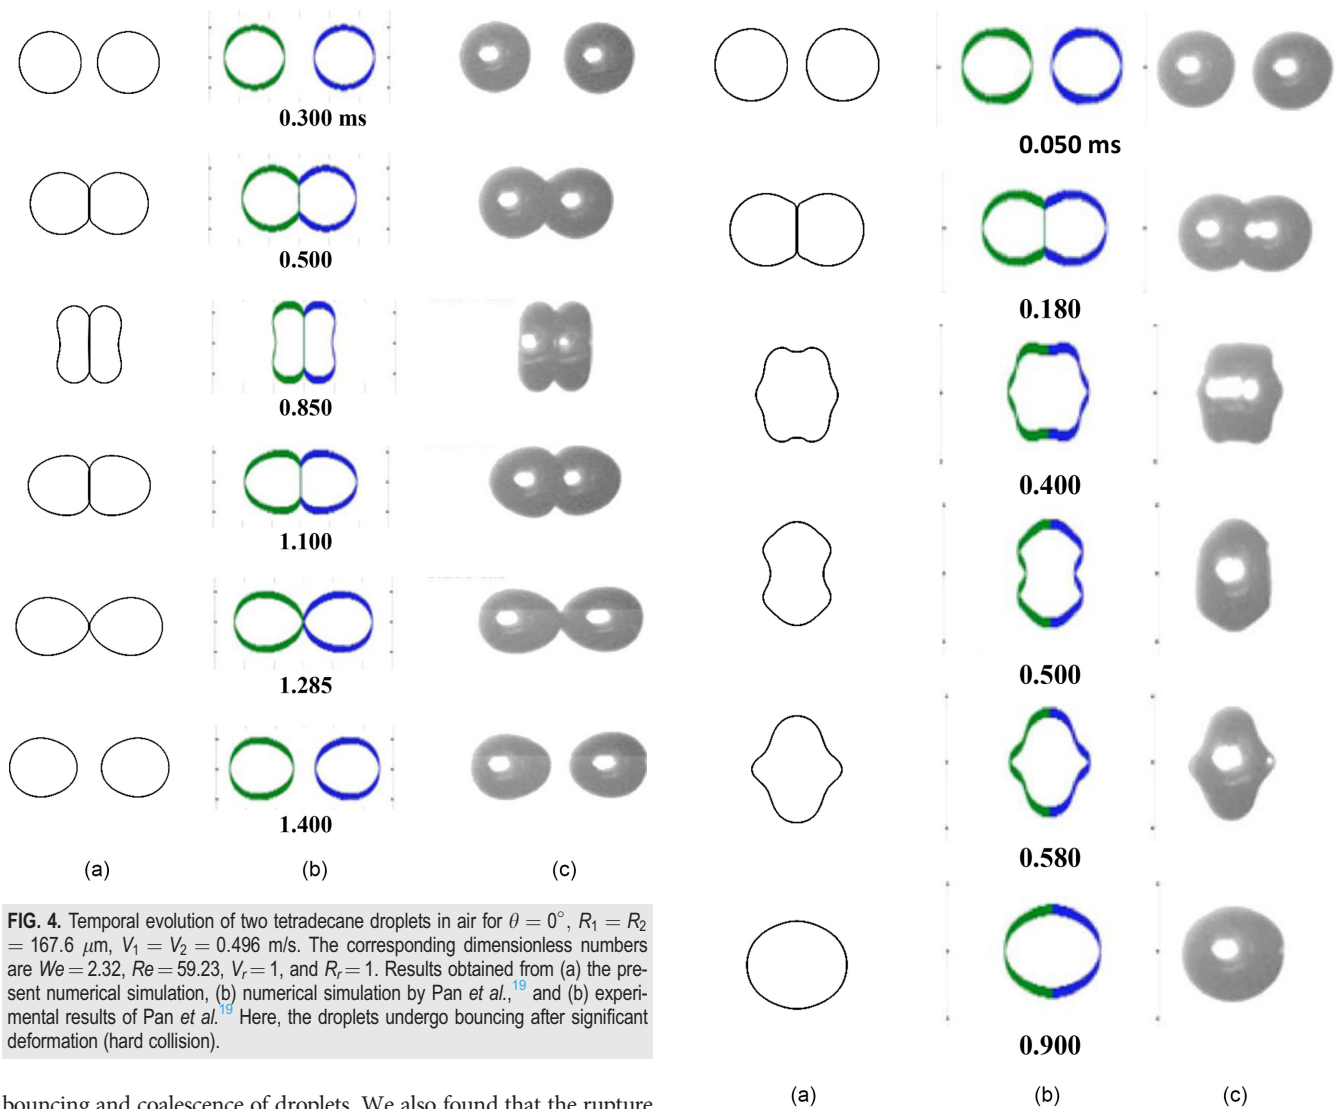 0.300 ms
0.500
0.850
1.100
1.285
1.400
(a) (b) (c)
FIG. 4. Temporal evolution of two tetradecane droplets in air for θ = 0°, R₁ = R₂
= 167.6 μm, V₁ = V₂ = 0.496 m/s. The corresponding dimensionless numbers
are We = 2.32, Re = 59.23, Vᵣ = 1, and Rᵣ = 1. Results obtained from (a) the pre-
sent numerical simulation, (b) numerical simulation by Pan et al.,¹⁹ and (b) experi-
mental results of Pan et al.¹⁹ Here, the droplets undergo bouncing after significant
deformation (hard collision).
bouncing and coalescence of droplets. We also found that the rupture
0.050 ms
0.180
0.400
0.500
0.580
0.900
(a) (b) (c)